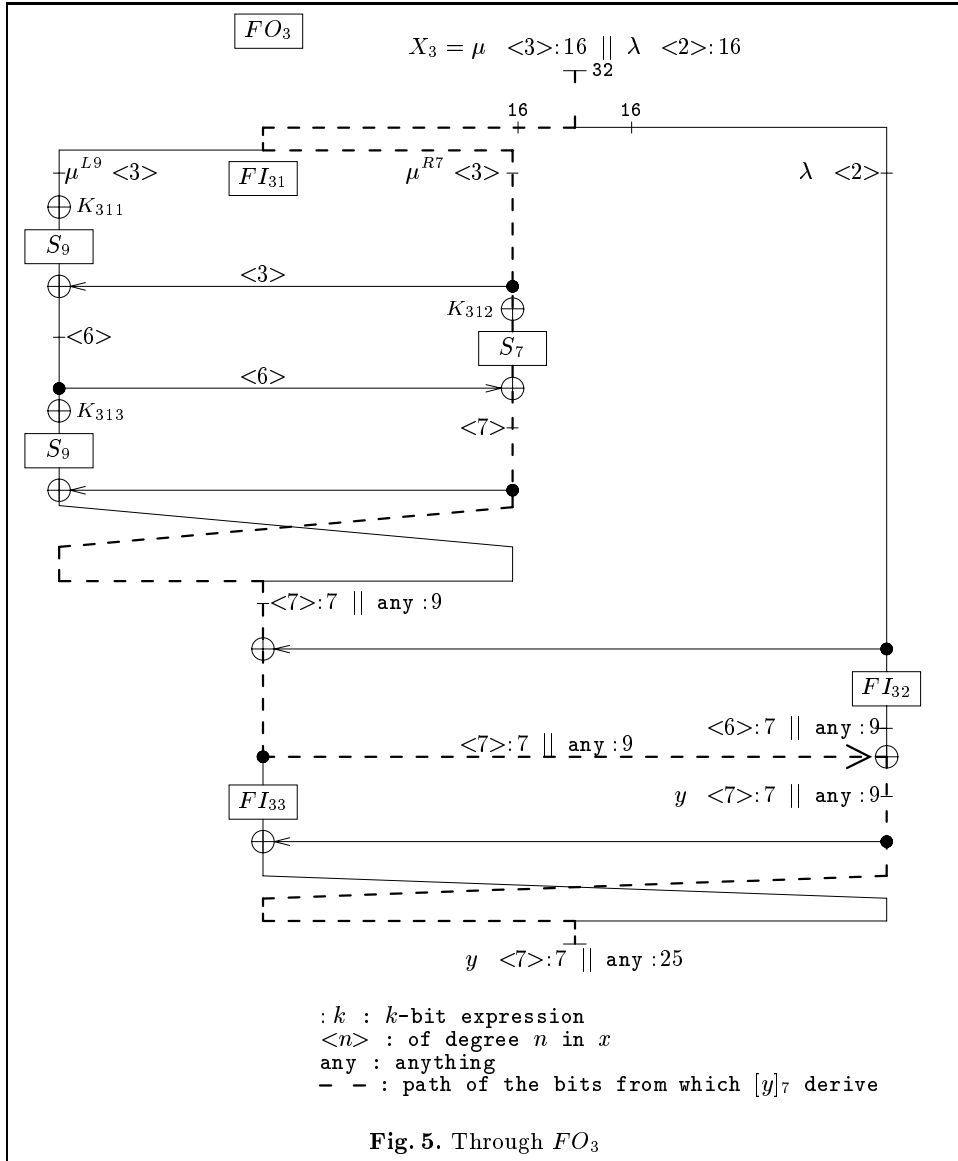 FO₃
X₃ = μ <3>:16 || λ <2>:16
32
16 16
μ^{L9} <3> FI₃₁ μ^{R7} <3> λ <2>
K₃₁₁
S₉
<3>
K₃₁₂
<6> S₇
<6>
K₃₁₃
<7>
S₉
<7>:7 || any:9
FI₃₂
<6>:7 || any:9
<7>:7 || any:9
y <7>:7 || any:9
FI₃₃
y <7>:7 || any:25
:k : k-bit expression
<n> : of degree n in x
any : anything
– – : path of the bits from which [y]₇ derive
Fig. 5. Through FO₃